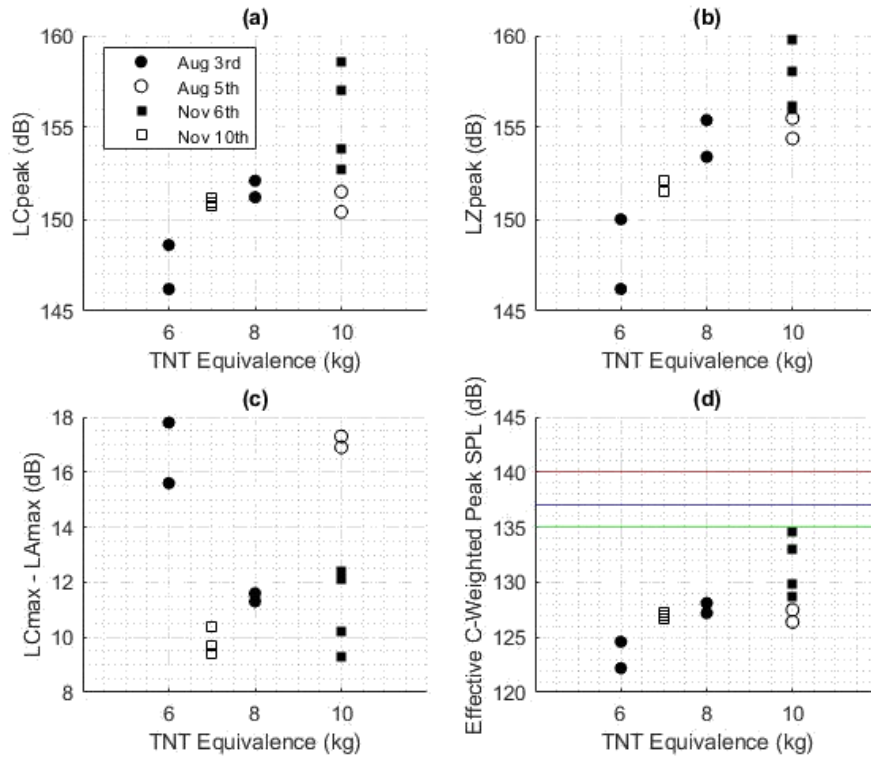 (a)
160
155
150
145
LCpeak (dB)
Aug 3rd
Aug 5th
Nov 6th
Nov 10th
6 8 10
TNT Equivalence (kg)
(b)
160
155
150
145
LZpeak (dB)
6 8 10
TNT Equivalence (kg)
(c)
18
16
14
12
10
8
LCmax - LAmax (dB)
6 8 10
TNT Equivalence (kg)
(d)
145
140
135
130
125
120
Effective C-Weighted Peak SPL (dB)
6 8 10
TNT Equivalence (kg)